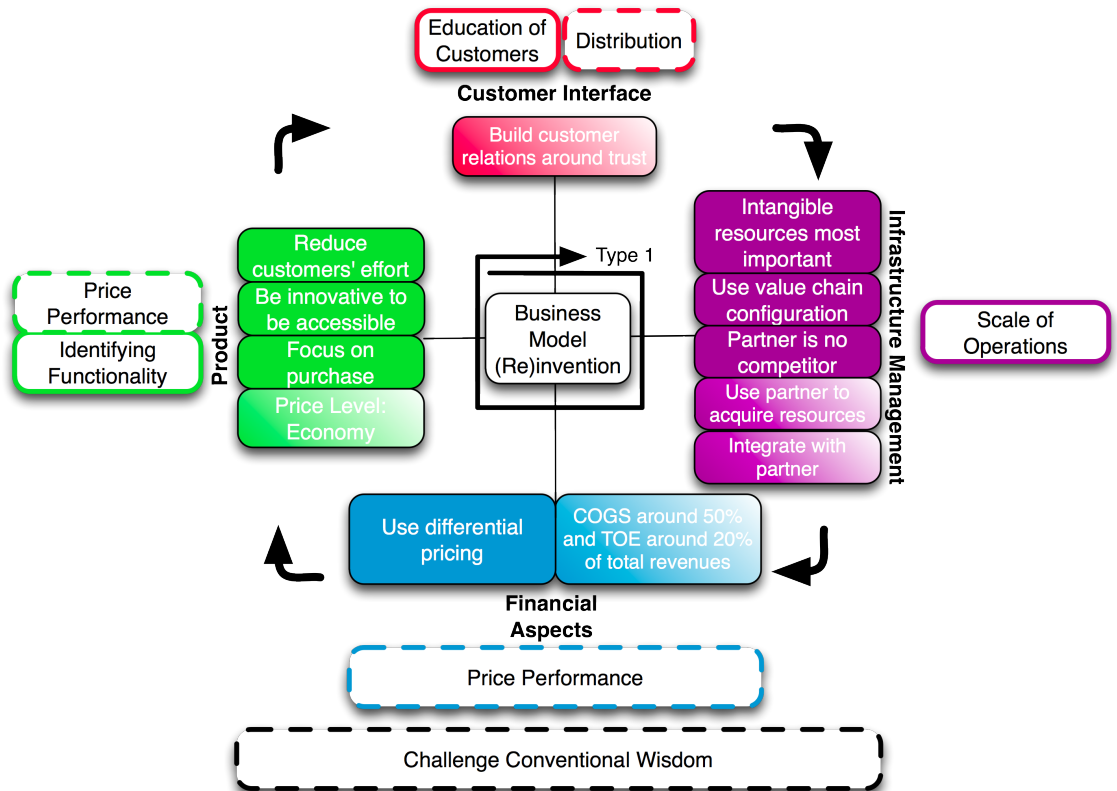 Education of
Customers
Distribution
Customer Interface
Build customer
relations around trust
Type 1
Business
Model
(Re)invention
Price
Performance
Identifying
Functionality
Product
Reduce
customers' effort
Be innovative to
be accessible
Focus on
purchase
Price Level:
Economy
Intangible
resources most
important
Use value chain
configuration
Partner is no
competitor
Use partner to
acquire resources
Integrate with
partner
Infrastructure Management
Scale of
Operations
Use differential
pricing
COGS around 50%
and TOE around 20%
of total revenues
Financial
Aspects
Price Performance
Challenge Conventional Wisdom